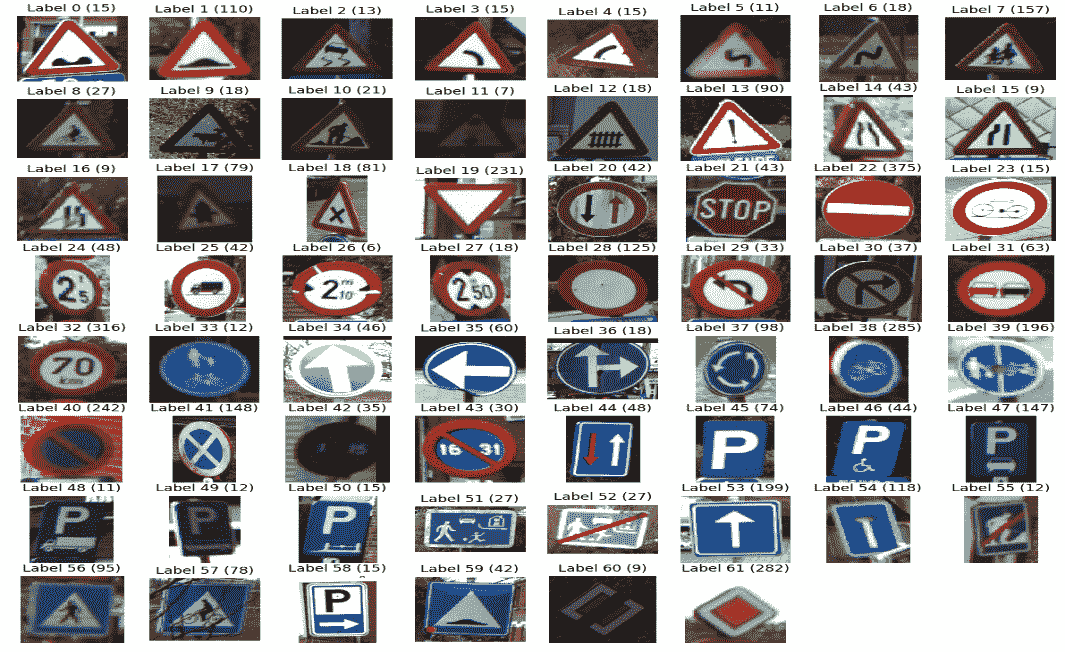 Label 0 (15) Label 1 (110) Label 2 (13) Label 3 (15) Label 4 (15) Label 5 (11) Label 6 (18) Label 7 (157)
Label 8 (27) Label 9 (18) Label 10 (21) Label 11 (7) Label 12 (18) Label 13 (90) Label 14 (43) Label 15 (9)
Label 16 (9) Label 17 (79) Label 18 (81) Label 19 (231) Label 20 (42) Label 21 (43) Label 22 (375) Label 23 (15)
STOP
Label 24 (48) Label 25 (42) Label 26 (6) Label 27 (18) Label 28 (125) Label 29 (33) Label 30 (37) Label 31 (63)
2 5 2 m 10 2 50
Label 32 (316) Label 33 (12) Label 34 (46) Label 35 (60) Label 36 (18) Label 37 (98) Label 38 (285) Label 39 (196)
70
km
Label 40 (242) Label 41 (148) Label 42 (35) Label 43 (30) Label 44 (48) Label 45 (74) Label 46 (44) Label 47 (147)
16 31 P P P
Label 48 (11) Label 49 (12) Label 50 (15) Label 51 (27) Label 52 (27) Label 53 (199) Label 54 (118) Label 55 (12)
P P P
Label 56 (95) Label 57 (78) Label 58 (15) Label 59 (42) Label 60 (9) Label 61 (282)
P